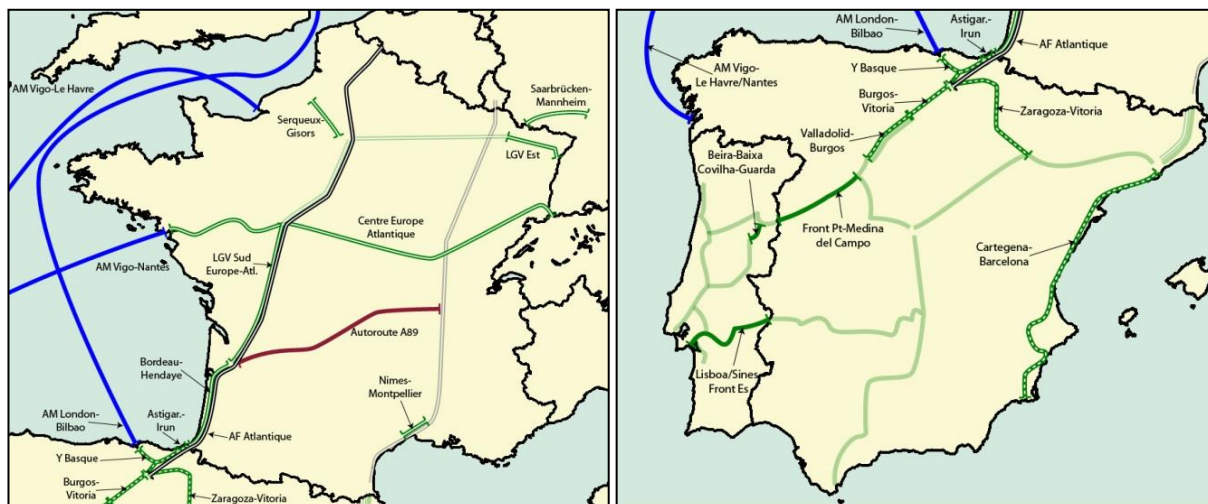 AM Vigo-Le Havre
Serqueux-
Gisors
Saarbrücken-
Mannheim
LGV Est
Centre Europe
Atlantique
AM Vigo-Nantes
LGV Sud
Europe-Atl.
Autoroute A89
Bordeau-
Hendaye
Nimes-
Montpellier
AM London-
Bilbao
Astigar.-
Irun
AF Atlantique
Y Basque
Burgos-
Vitoria
Zaragoza-Vitoria
AM London-
Bilbao
Astigar.-
Irun
AF Atlantique
AM Vigo-
Le Havre/Nantes
Y Basque
Burgos-
Vitoria
Zaragoza-Vitoria
Valladolid-
Burgos
Beira-Baixa
Covilha-Guarda
Front Pt-Medina
del Campo
Cartegena-
Barcelona
Lisboa/Sines
Front Es